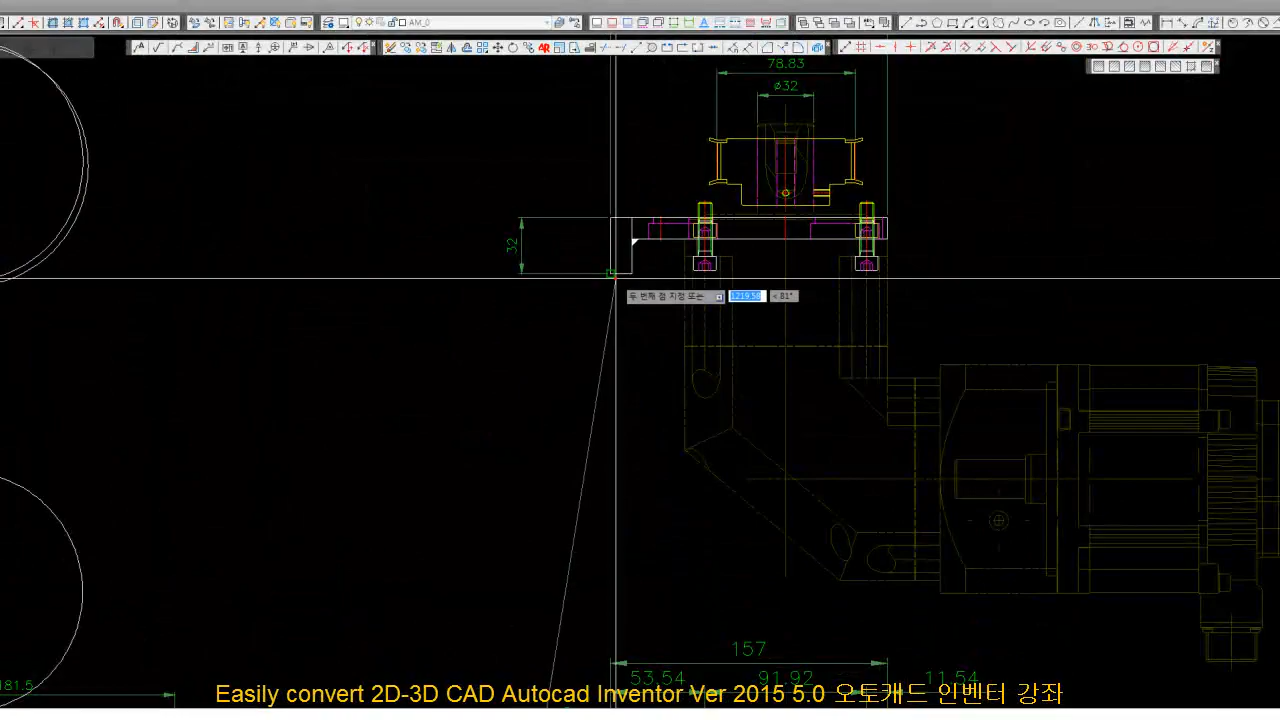 AM_0
AR
78.83
ø32
32
두 번째 점 지정 또는
< 81°
157
53.54
91.92
11.54
181.5
Easily convert 2D-3D CAD Autocad Inventor Ver 2015 5.0 오토캐드 인벤터 강좌